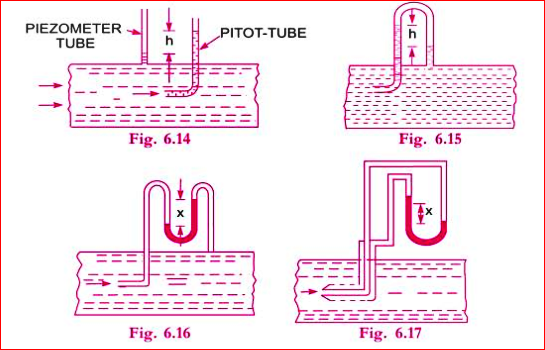 PIEZOMETER
TUBE
h
PITOT-TUBE
Fig. 6.14
h
Fig. 6.15
x
Fig. 6.16
x
Fig. 6.17